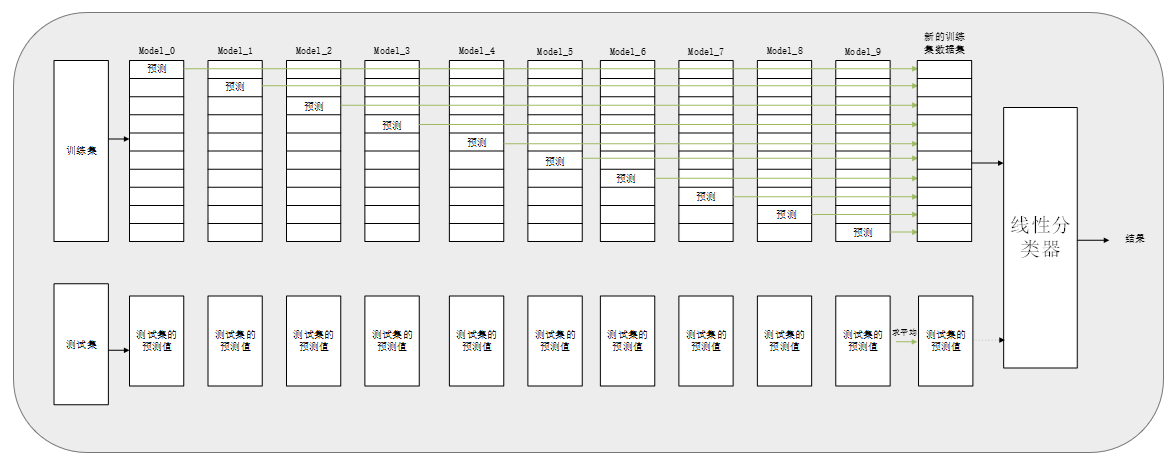 Model_0
Model_1
Model_2
Model_3
Model_4
Model_5
Model_6
Model_7
Model_8
Model_9
新的训练
集数据集
训练集
预测
预测
预测
预测
预测
预测
预测
预测
预测
预测
线性分
类器
结果
测试集
测试集的
预测值
测试集的
预测值
测试集的
预测值
测试集的
预测值
测试集的
预测值
测试集的
预测值
测试集的
预测值
测试集的
预测值
测试集的
预测值
测试集的
预测值
求平均
测试集的
预测值